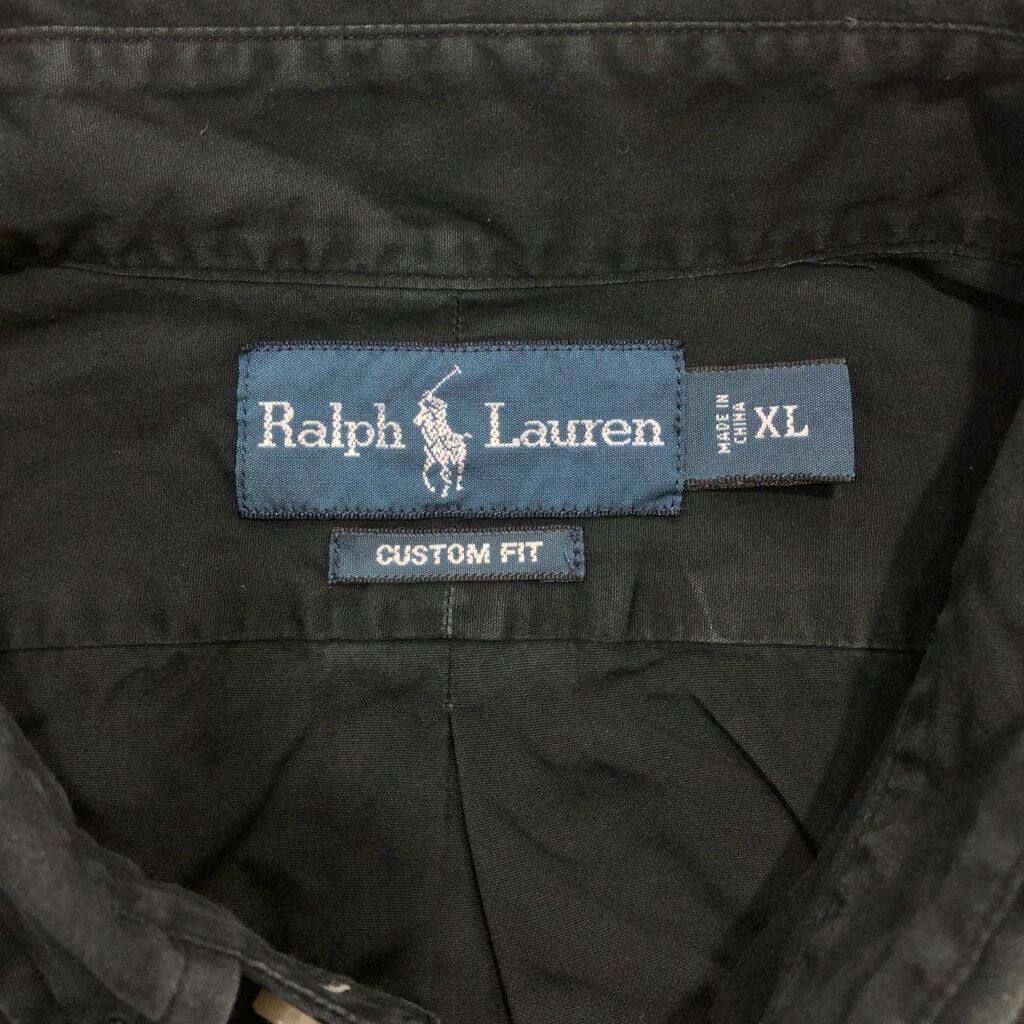 Ralph Lauren
MADE IN
CHINA
XL
CUSTOM FIT